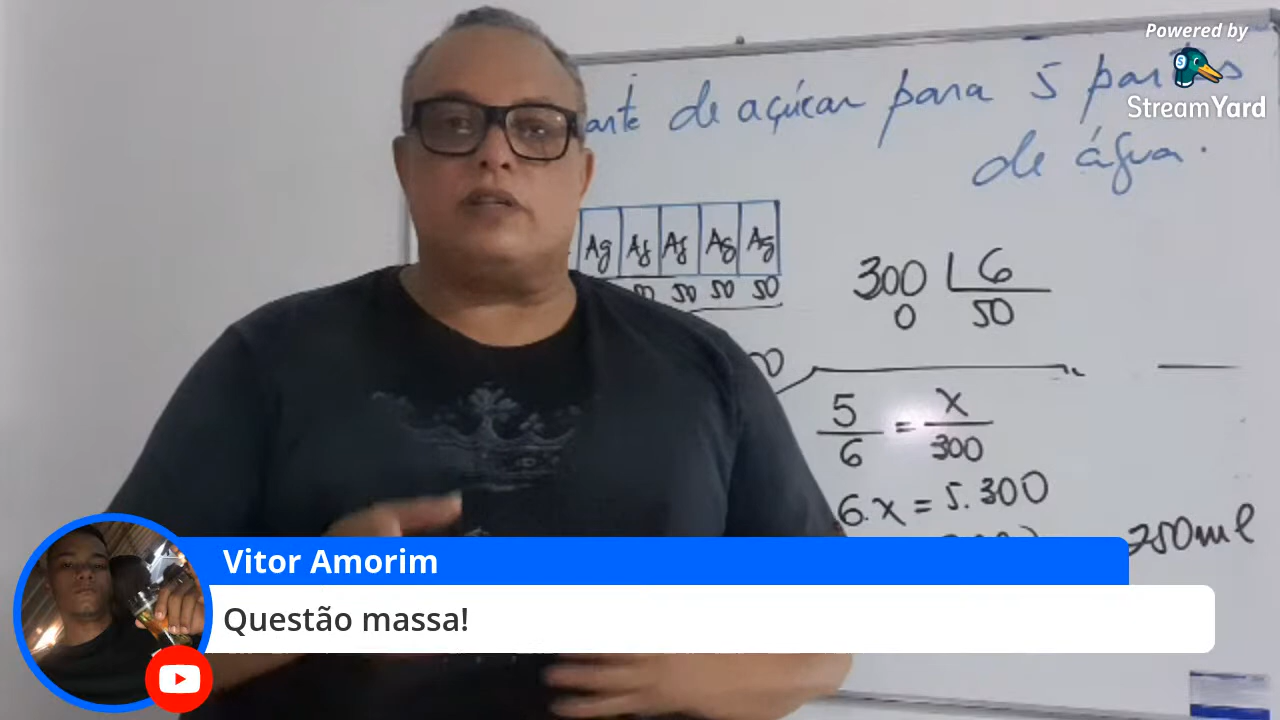 Powered by
StreamYard
de açúcar para 5 partes
de água.
Ag Ag Ag Ag Ag
50 50 50
300 6
0 50
5 = x
6 300
6.x = 5.300
250ml
Vitor Amorim
Questão massa!